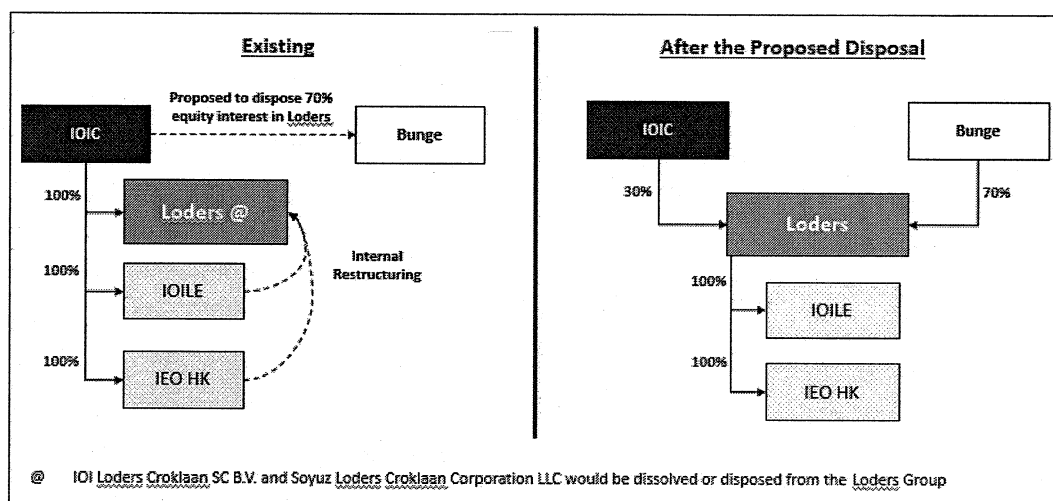 Existing
Proposed to dispose 70%
equity interest in Loders
IOIC
Bunge
100%
Loders @
Internal
Restructuring
100%
IOILE
100%
IEO HK
After the Proposed Disposal
IOIC
Bunge
30%
70%
Loders
100%
IOILE
100%
IEO HK
@ IOI Loders Croklaan SC B.V. and Soyuz Loders Croklaan Corporation LLC would be dissolved or disposed from the Loders Group